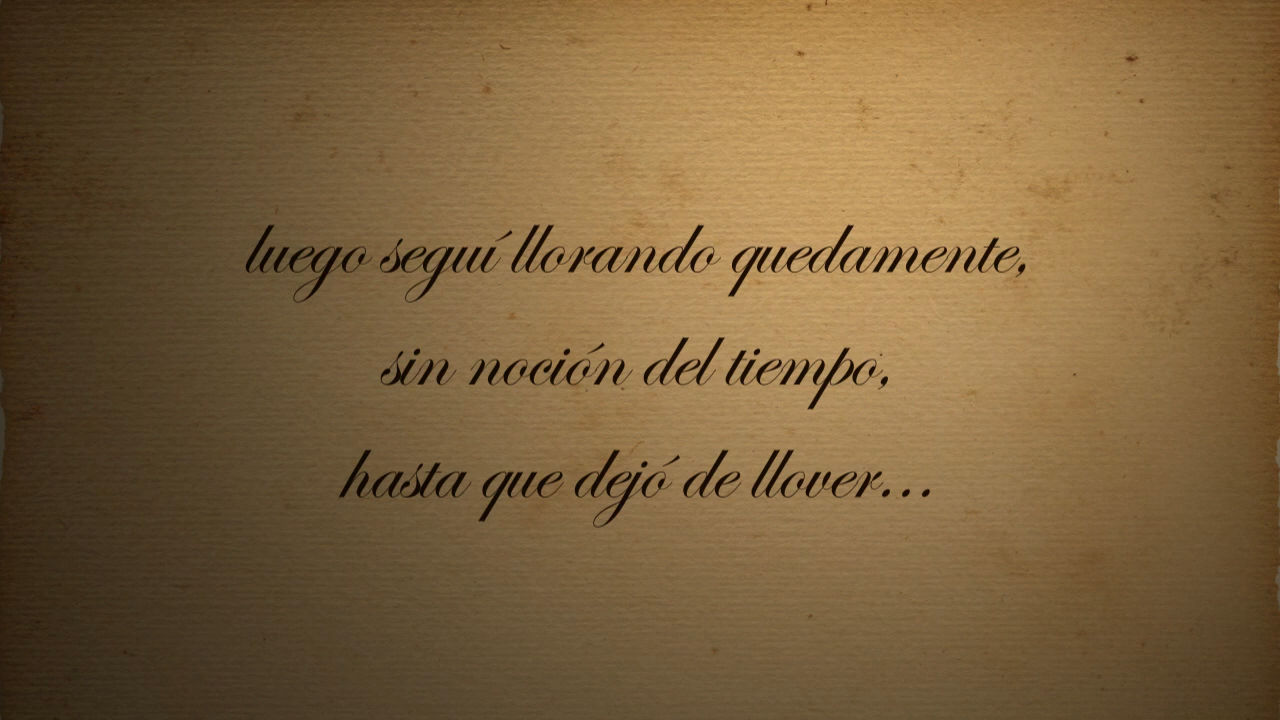 luego seguí llorando quedamente,
sin noción del tiempo,
hasta que dejó de llover...